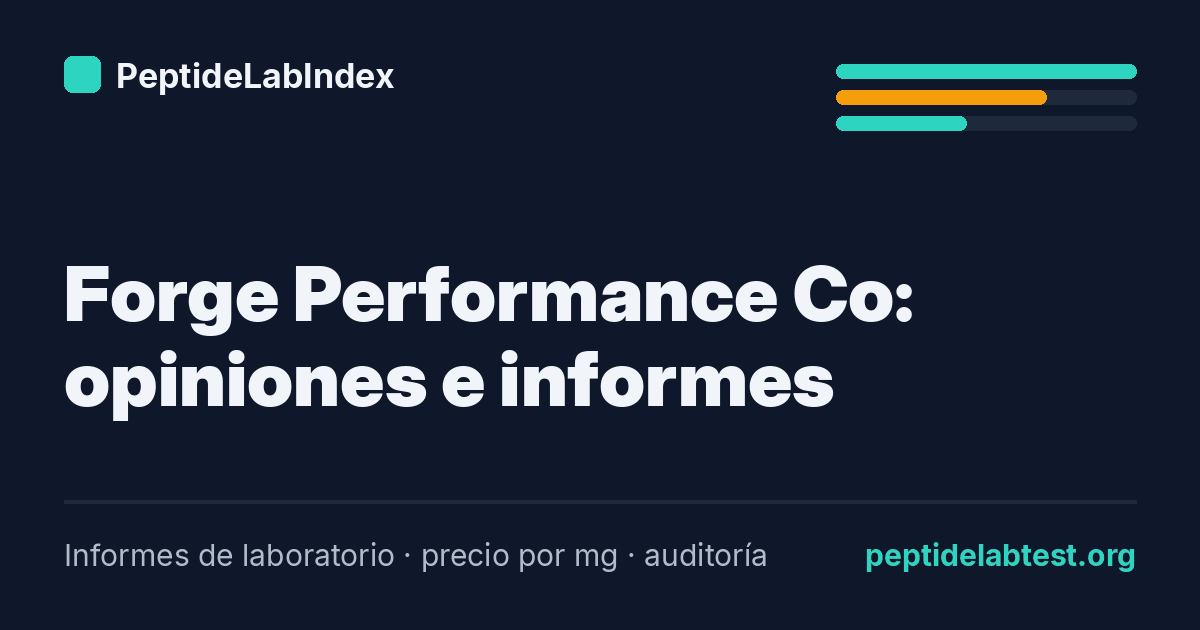 PeptideLabIndex
Forge Performance Co:
opiniones e informes
Informes de laboratorio · precio por mg · auditoría
peptidelabtest.org